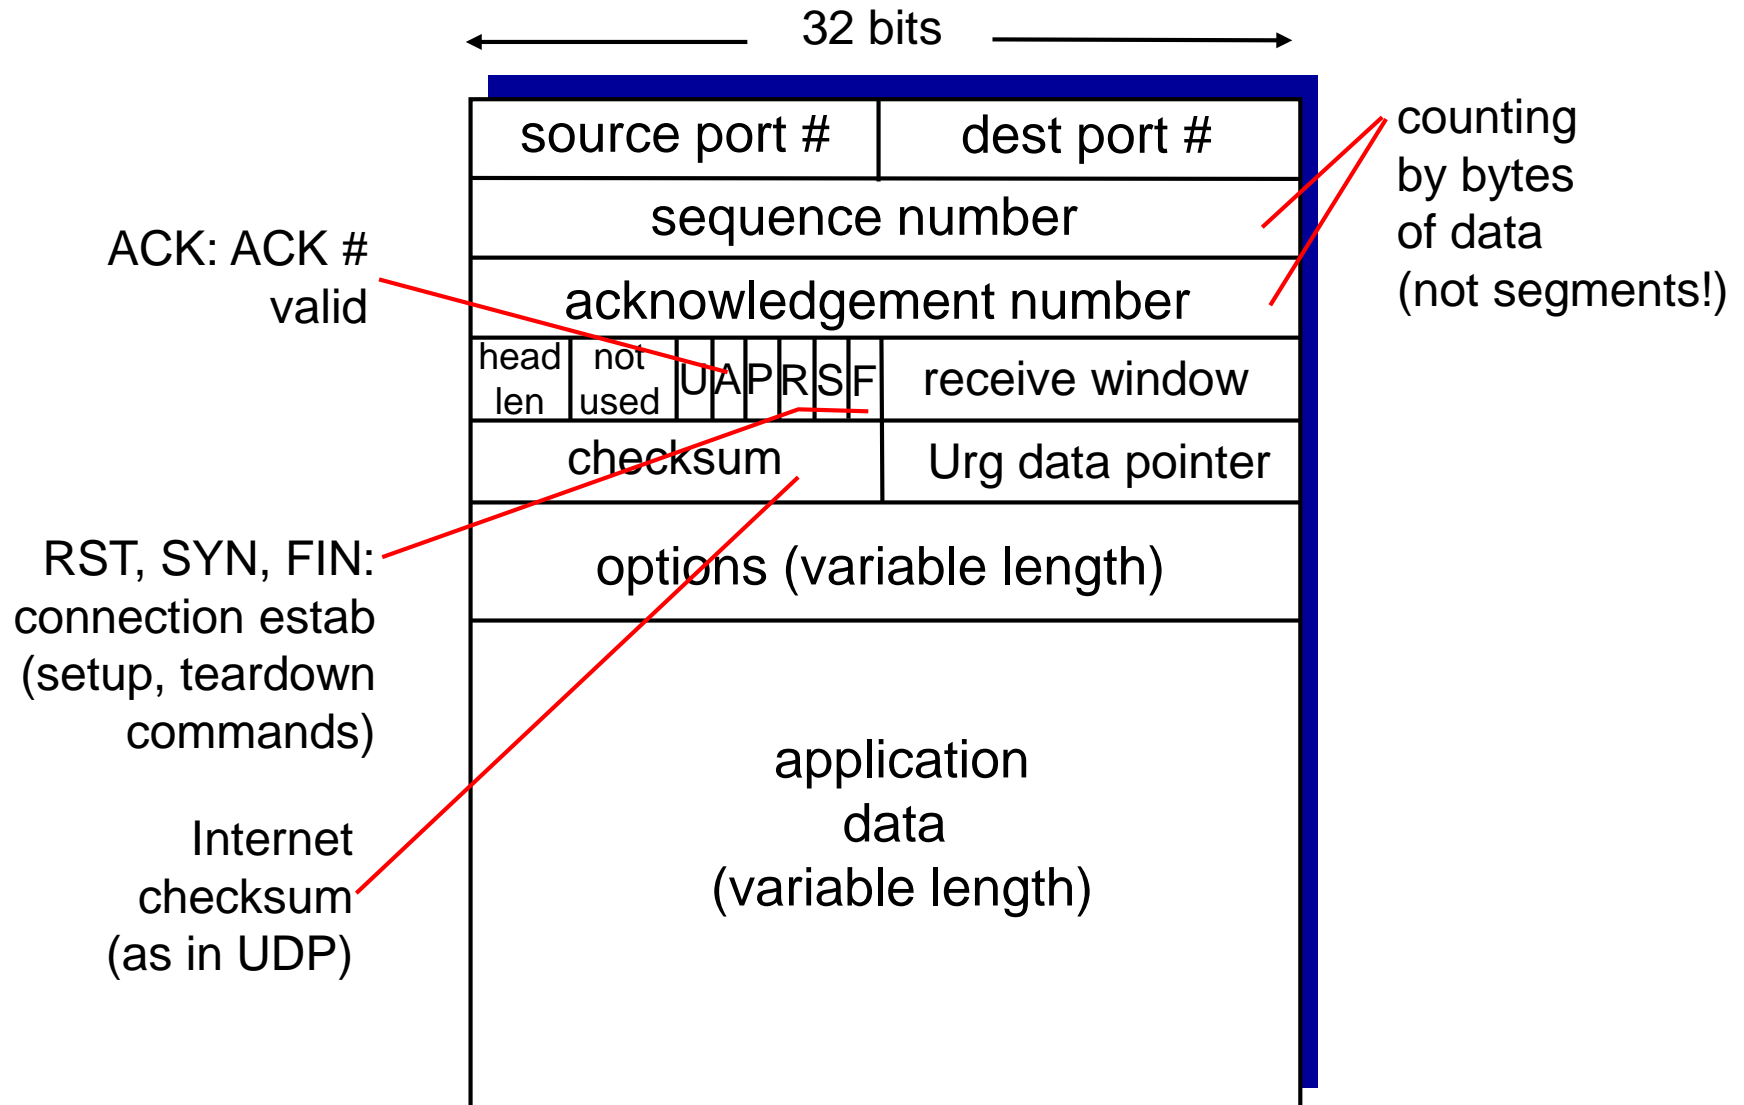 32 bits
source port #
dest port #
counting
by bytes
of data
(not segments!)
sequence number
ACK: ACK #
valid
acknowledgement number
head
len
not
used
U
A
P
R
S
F
receive window
checksum
Urg data pointer
RST, SYN, FIN:
connection estab
(setup, teardown
commands)
options (variable length)
application
data
(variable length)
Internet
checksum
(as in UDP)